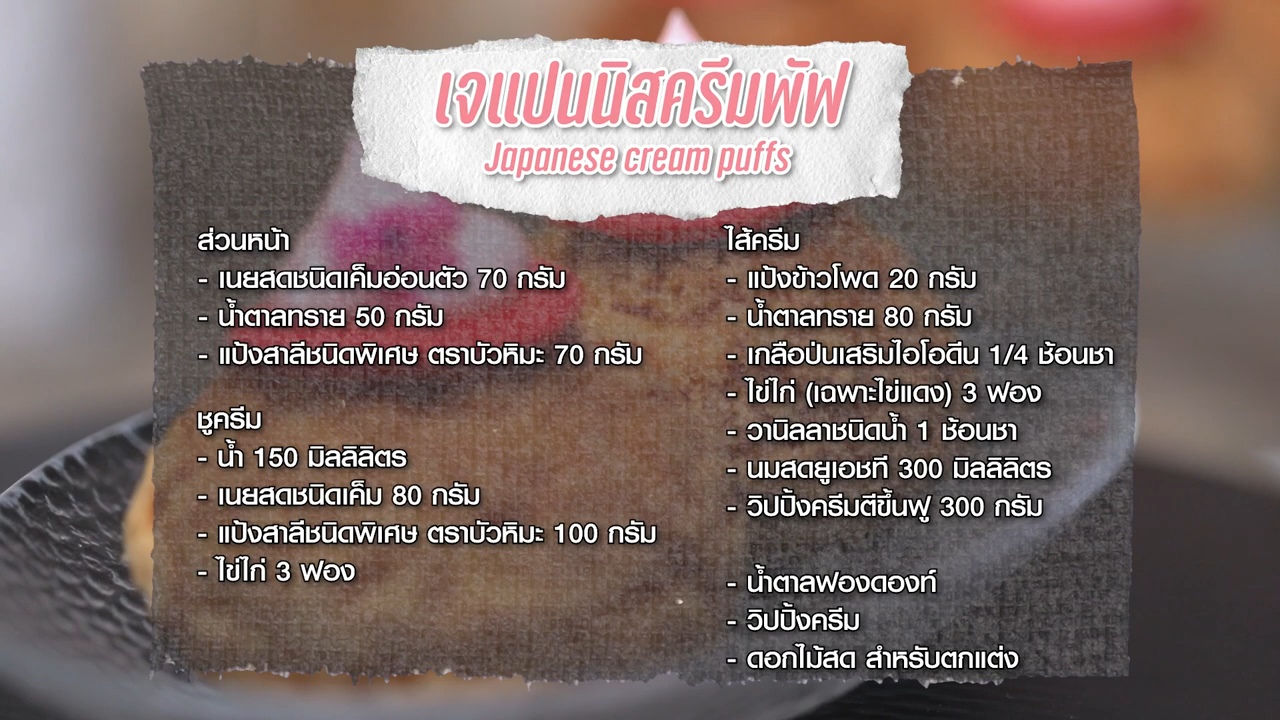 เจแปนนิสครีมพัฟ
Japanese cream puffs
ส่วนหน้า
- เนยสดชนิดเค็มอ่อนตัว 70 กรัม
- น้ำตาลทราย 50 กรัม
- แป้งสาลีชนิดพิเศษ ตราบัวหิมะ 70 กรัม
ชูครีม
- น้ำ 150 มิลลิลิตร
- เนยสดชนิดเค็ม 80 กรัม
- แป้งสาลีชนิดพิเศษ ตราบัวหิมะ 100 กรัม
- ไข่ไก่ 3 ฟอง
ไส้ครีม
- แป้งข้าวโพด 20 กรัม
- น้ำตาลทราย 80 กรัม
- เกลือป่นเสริมไอโอดีน 1/4 ช้อนชา
- ไข่ไก่ (เฉพาะไข่แดง) 3 ฟอง
- วานิลลาชนิดน้ำ 1 ช้อนชา
- นมสดยูเอชที 300 มิลลิลิตร
- วิปปิ้งครีมตีขึ้นฟู 300 กรัม
- น้ำตาลฟองดองท์
- วิปปิ้งครีม
- ดอกไม้สด สำหรับตกแต่ง